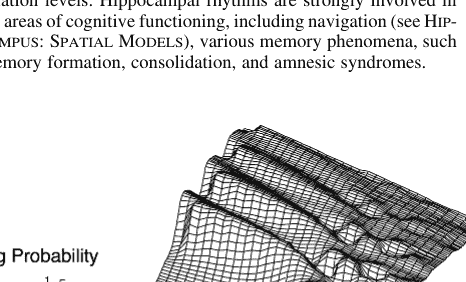 ation levels. Hippocampal rhythms are strongly involved in
areas of cognitive functioning, including navigation (see HIP-
MPUS: SPATIAL MODELS), various memory phenomena, such
emory formation, consolidation, and amnesic syndromes.
g Probability